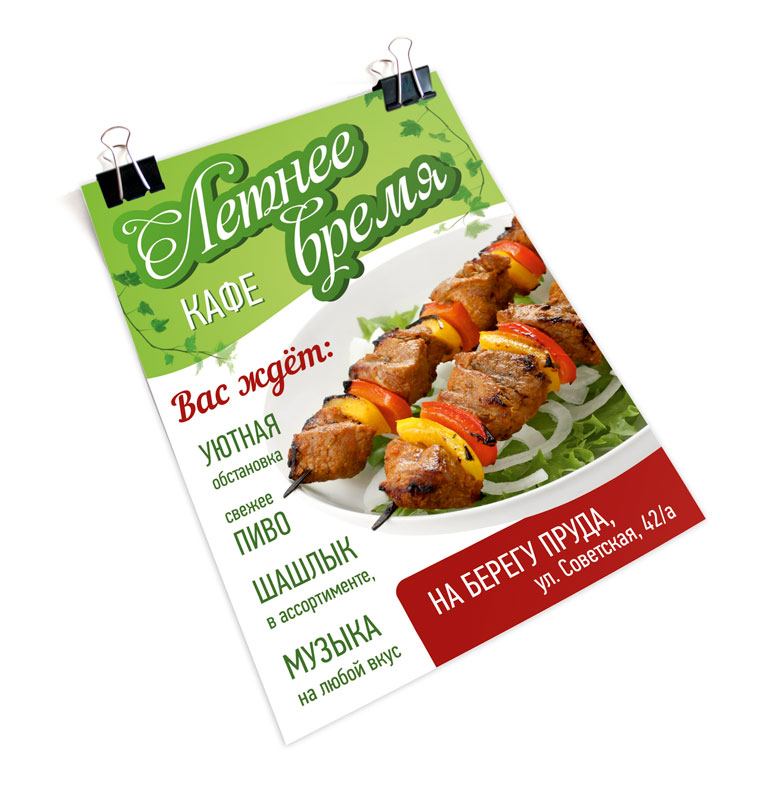 Летнее
время
КАФЕ
Вас ждёт:
УЮТНАЯ
обстановка
свежее
ПИВО
ШАШЛЫК
в ассортименте,
МУЗЫКА
на любой вкус
НА БЕРЕГУ ПРУДА,
ул. Советская, 42/а